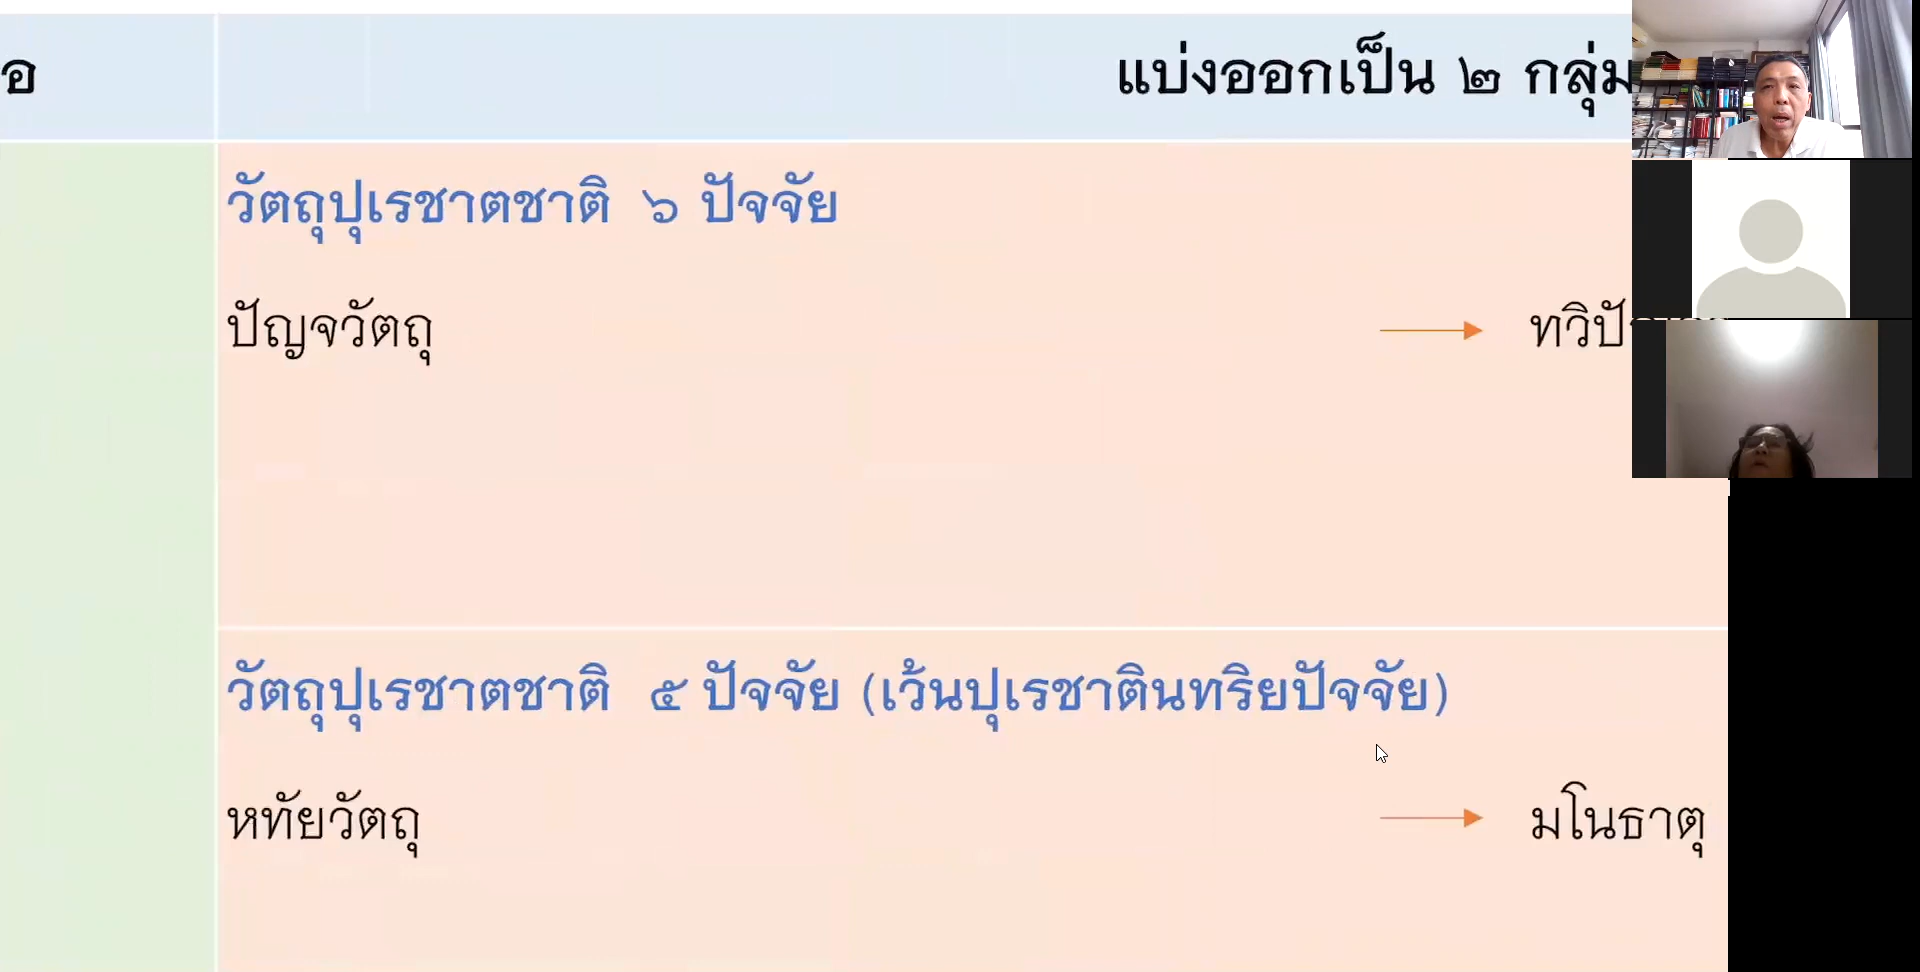 อ
แบ่งออกเป็น ๒ กลุ่ม
วัตถุปุเรชาตชาติ ๖ ปัจจัย
ปัญจวัตถุ
วัตถุปุเรชาตชาติ ๕ ปัจจัย (เว้นปุเรชาตินทริยปัจจัย)
หทัยวัตถุ มโนธาตุ